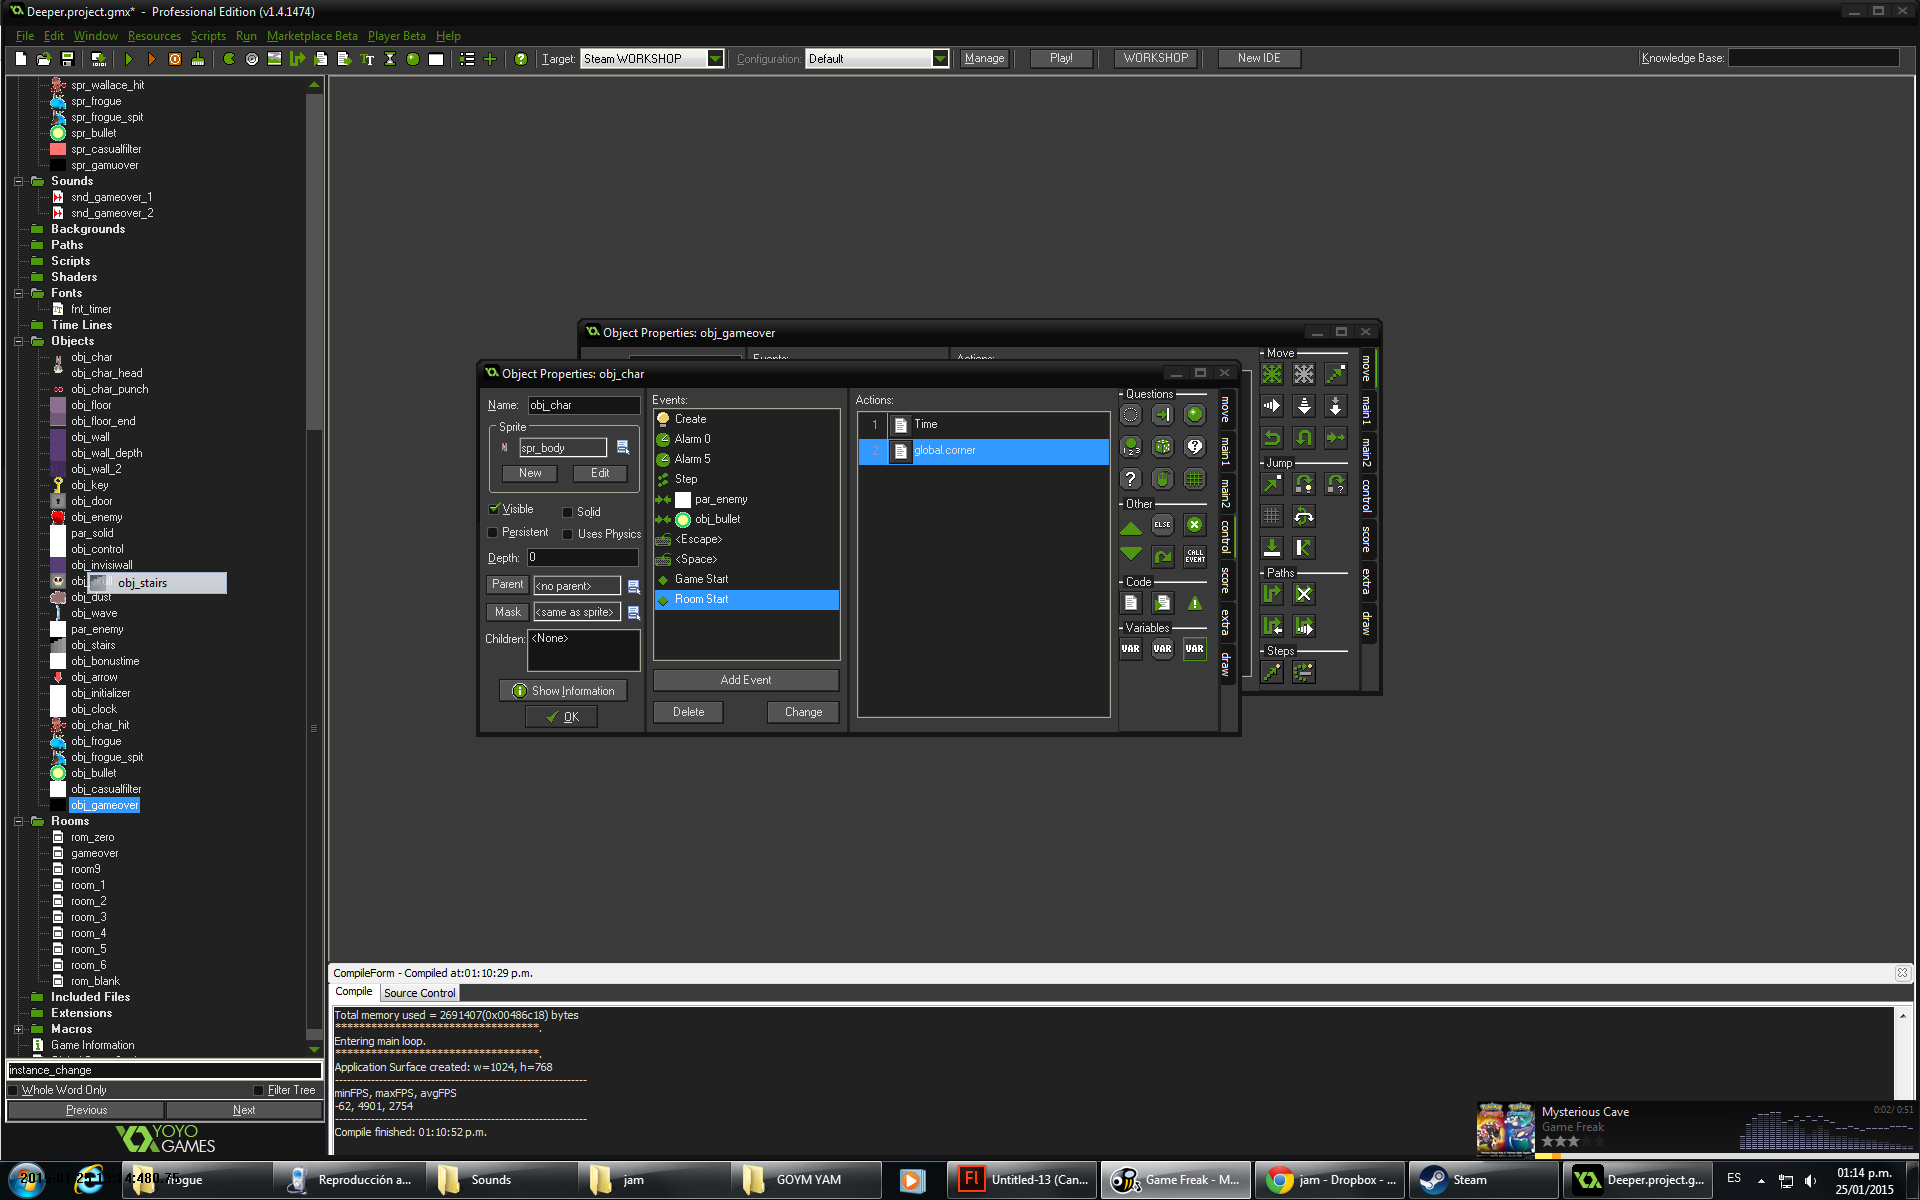 Deeper.project.gmx* - Professional Edition (v1.4.1474)
File Edit Window Resources Scripts Run Marketplace Beta Player Beta Help
Target: Steam WORKSHOP Configuration: Default Manage Play! WORKSHOP New IDE Knowledge Base:
spr_wallace_hit
spr_frogue
spr_frogue_spit
spr_bullet
spr_casualfilter
spr_gamuover
Sounds
snd_gameover_1
snd_gameover_2
Backgrounds
Paths
Scripts
Shaders
Fonts
fnt_timer
Time Lines
Objects
obj_char
obj_char_head
obj_char_punch
obj_floor
obj_floor_end
obj_wall
obj_wall_depth
obj_wall_2
obj_key
obj_door
obj_enemy
par_solid
obj_control
obj_invisiwall
obj_stairs
obj_dust
obj_wave
par_enemy
obj_stairs
obj_bonustime
obj_arrow
obj_initializer
obj_clock
obj_char_hit
obj_frogue
obj_frogue_spit
obj_bullet
obj_casualfilter
obj_gameover
Rooms
rom_zero
gameover
room9
room_1
room_2
room_3
room_4
room_5
room_6
rom_blank
Included Files
Extensions
Macros
Game Information
instance_change
Whole Word Only Filter Tree
Previous Next
YOYO
GAMES
Object Properties: obj_gameover
Events: Actions:
Move
Jump
Paths
Steps
move
main1
main2
control
score
extra
draw
Object Properties: obj_char
Name: obj_char
Sprite
spr_body
New Edit
Visible Solid
Persistent Uses Physics
Depth: 0
Parent <no parent>
Mask <same as sprite>
Children: <None>
Show Information
OK
Events:
Create
Alarm 0
Alarm 5
Step
par_enemy
obj_bullet
<Escape>
<Space>
Game Start
Room Start
Add Event
Delete Change
Actions:
1 Time
2 global.corner
Questions
Other
ELSE
CALL EVENT
Code
Variables
VAR VAR VAR
move
main1
main2
control
score
extra
draw
CompileForm - Compiled at:01:10:29 p.m.
Compile Source Control
Total memory used = 2691407(0x00486c18) bytes
***********************************.
Entering main loop.
***********************************.
Application Surface created: w=1024, h=768
minFPS, maxFPS, avgFPS
-62, 4901, 2754
Compile finished: 01:10:52 p.m.
Mysterious Cave
Game Freak
0:02/ 0:51
Reproducción a... Sounds jam GOYM YAM Untitled-13 (Can... Game Freak - M... jam - Dropbox - ... Steam Deeper.project.g... ES
01:14 p.m.
25/01/2015